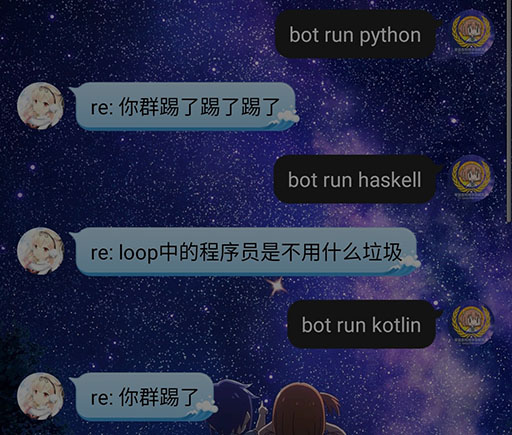 bot run python
re: 你群踢了踢了踢了
bot run haskell
re: loop中的程序员是不用什么垃圾
bot run kotlin
re: 你群踢了